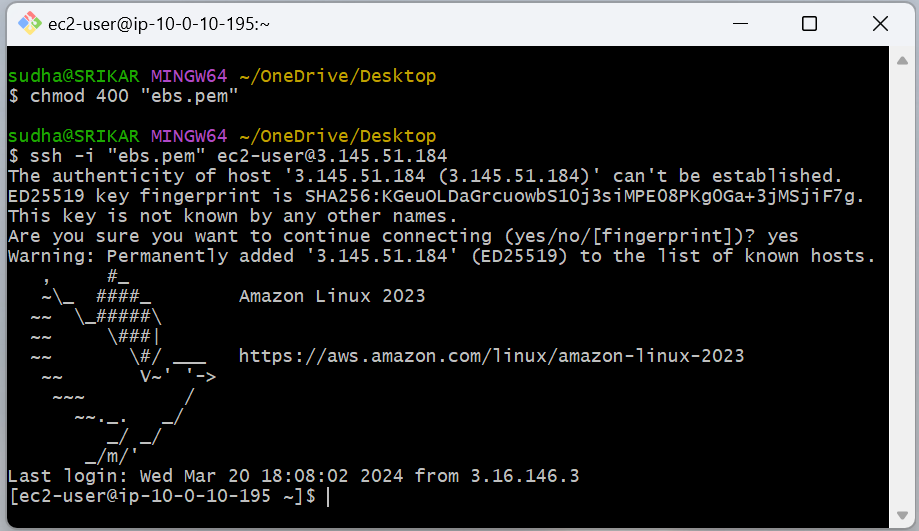 ec2-user@ip-10-0-10-195:~
sudha@SRIKAR MINGW64 ~/OneDrive/Desktop
$ chmod 400 "ebs.pem"
sudha@SRIKAR MINGW64 ~/OneDrive/Desktop
$ ssh -i "ebs.pem" ec2-user@3.145.51.184
The authenticity of host '3.145.51.184 (3.145.51.184)' can't be established.
ED25519 key fingerprint is SHA256:KGeuOLDaGrcuowbSlOj3siMPEO8PKgOGa+3jMSjiF7g.
This key is not known by any other names.
Are you sure you want to continue connecting (yes/no/[fingerprint])? yes
Warning: Permanently added '3.145.51.184' (ED25519) to the list of known hosts.
   ,     #_
   ~\_  ####_        Amazon Linux 2023
  ~~  \_#####\
  ~~     \###|
  ~~       \#/ ___   https://aws.amazon.com/linux/amazon-linux-2023
   ~~       V~' '->
    ~~~         /
      ~~._.   _/
         _/ _/
       _/m/'
Last login: Wed Mar 20 18:08:02 2024 from 3.16.146.3
[ec2-user@ip-10-0-10-195 ~]$